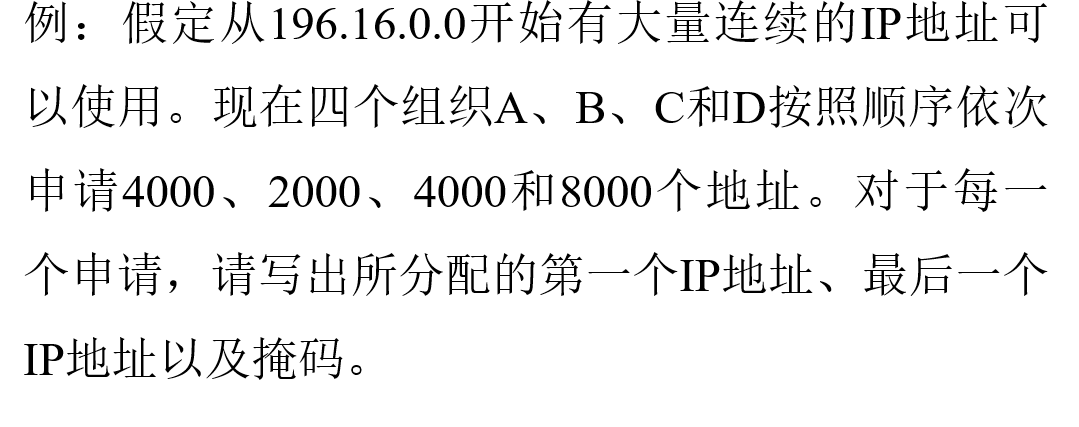 例：假定从196.16.0.0开始有大量连续的IP地址可
以使用。现在四个组织A、B、C和D按照顺序依次
申请4000、2000、4000和8000个地址。对于每一
个申请，请写出所分配的第一个IP地址、最后一个
IP地址以及掩码。